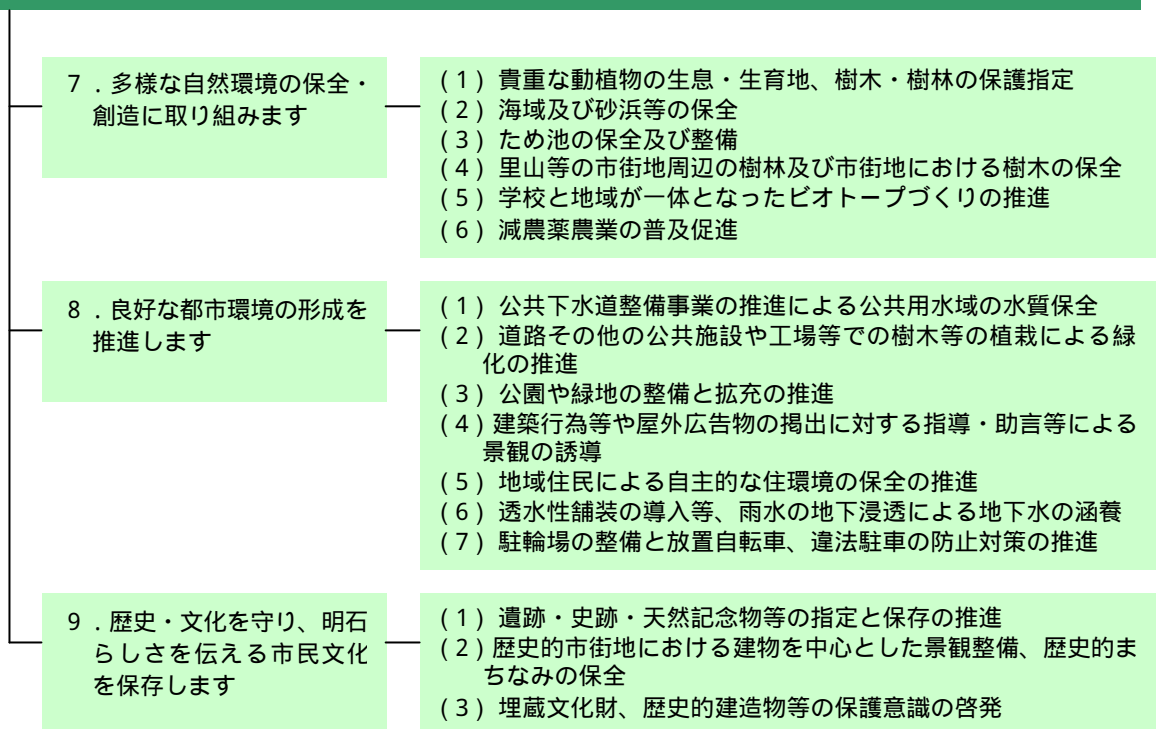 7．多様な自然環境の保全・
創造に取り組みます
(1) 貴重な動植物の生息・生育地、樹木・樹林の保護指定
(2) 海域及び砂浜等の保全
(3) ため池の保全及び整備
(4) 里山等の市街地周辺の樹林及び市街地における樹木の保全
(5) 学校と地域が一体となったビオトープづくりの推進
(6) 減農薬農業の普及促進
8．良好な都市環境の形成を
推進します
(1) 公共下水道整備事業の推進による公共用水域の水質保全
(2) 道路その他の公共施設や工場等での樹木等の植栽による緑
化の推進
(3) 公園や緑地の整備と拡充の推進
(4) 建築行為等や屋外広告物の掲出に対する指導・助言等による
景観の誘導
(5) 地域住民による自主的な住環境の保全の推進
(6) 透水性舗装の導入等、雨水の地下浸透による地下水の涵養
(7) 駐輪場の整備と放置自転車、違法駐車の防止対策の推進
9．歴史・文化を守り、明石
らしさを伝える市民文化
を保存します
(1) 遺跡・史跡・天然記念物等の指定と保存の推進
(2) 歴史的市街地における建物を中心とした景観整備、歴史的ま
ちなみの保全
(3) 埋蔵文化財、歴史的建造物等の保護意識の啓発